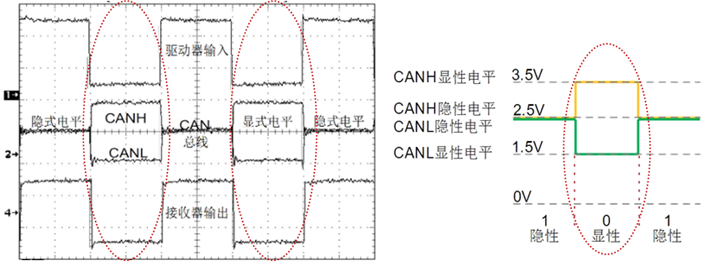 驱动器输入
1
隐式电平
CANH
CAN
总线
显式电平
隐式电平
CANL
2
接收器输出
4
CANH显性电平
3.5V
CANH隐性电平
2.5V
CANL隐性电平
CANL显性电平
1.5V
0V
1
0
1
隐性
显性
隐性